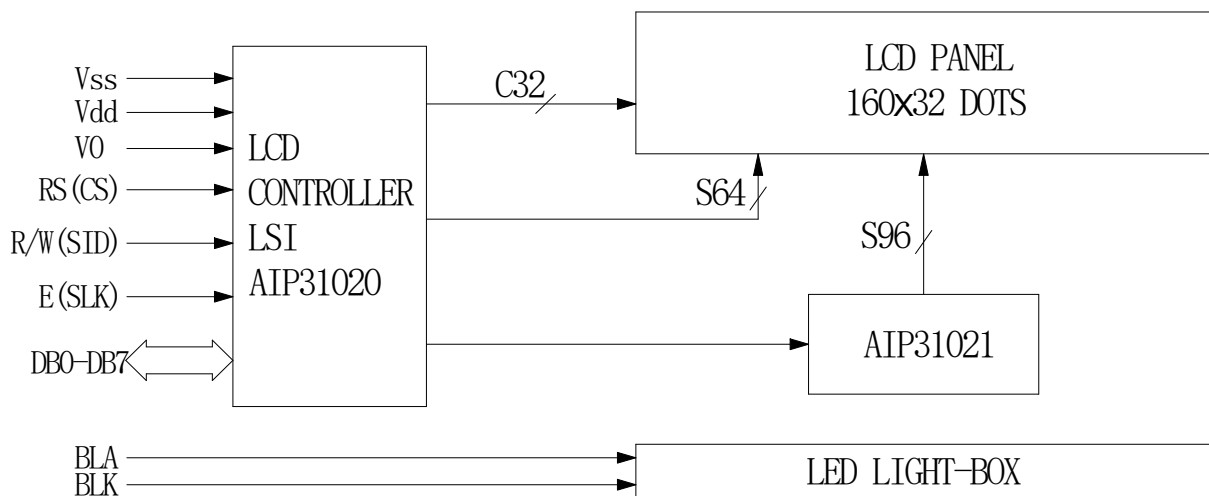 Vss
Vdd
V0
RS(CS)
R/W(SID)
E(SLK)
DB0-DB7
LCD
CONTROLLER
LSI
AIP31020
C32
S64
S96
LCD PANEL
160x32 DOTS
AIP31021
BLA
BLK
LED LIGHT-BOX